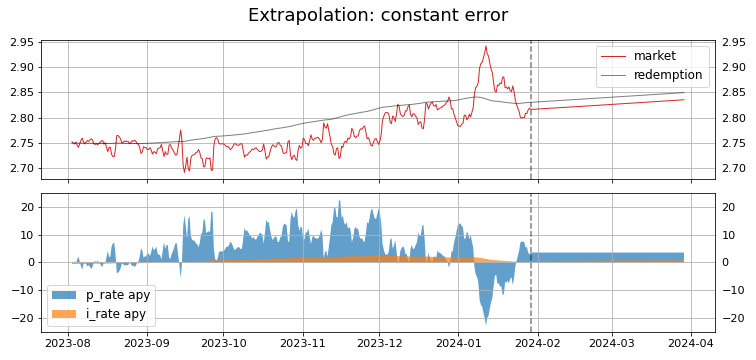 Extrapolation: constant error
2.95 2.95
2.90 2.90
2.85 2.85
2.80 2.80
2.75 2.75
2.70 2.70
market
redemption
20 20
10 10
0 0
−10 −10
−20 −20
p_rate apy
i_rate apy
2023-08 2023-09 2023-10 2023-11 2023-12 2024-01 2024-02 2024-03 2024-04